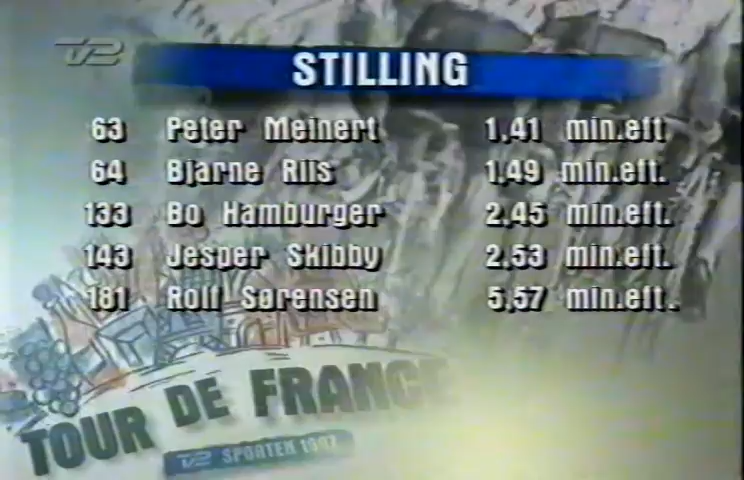 TV2
STILLING
63 Peter Meinert 1,41 min.eft
64 Bjarne Riis 1,49 min.eft.
133 Bo Hamburger 2,45 min.eft.
143 Jesper Skibby 2,53 min.eft.
181 Rolf Sørensen 5,57 min.eft.
TOUR DE FRANCE
TV2 SPORTEN 1997